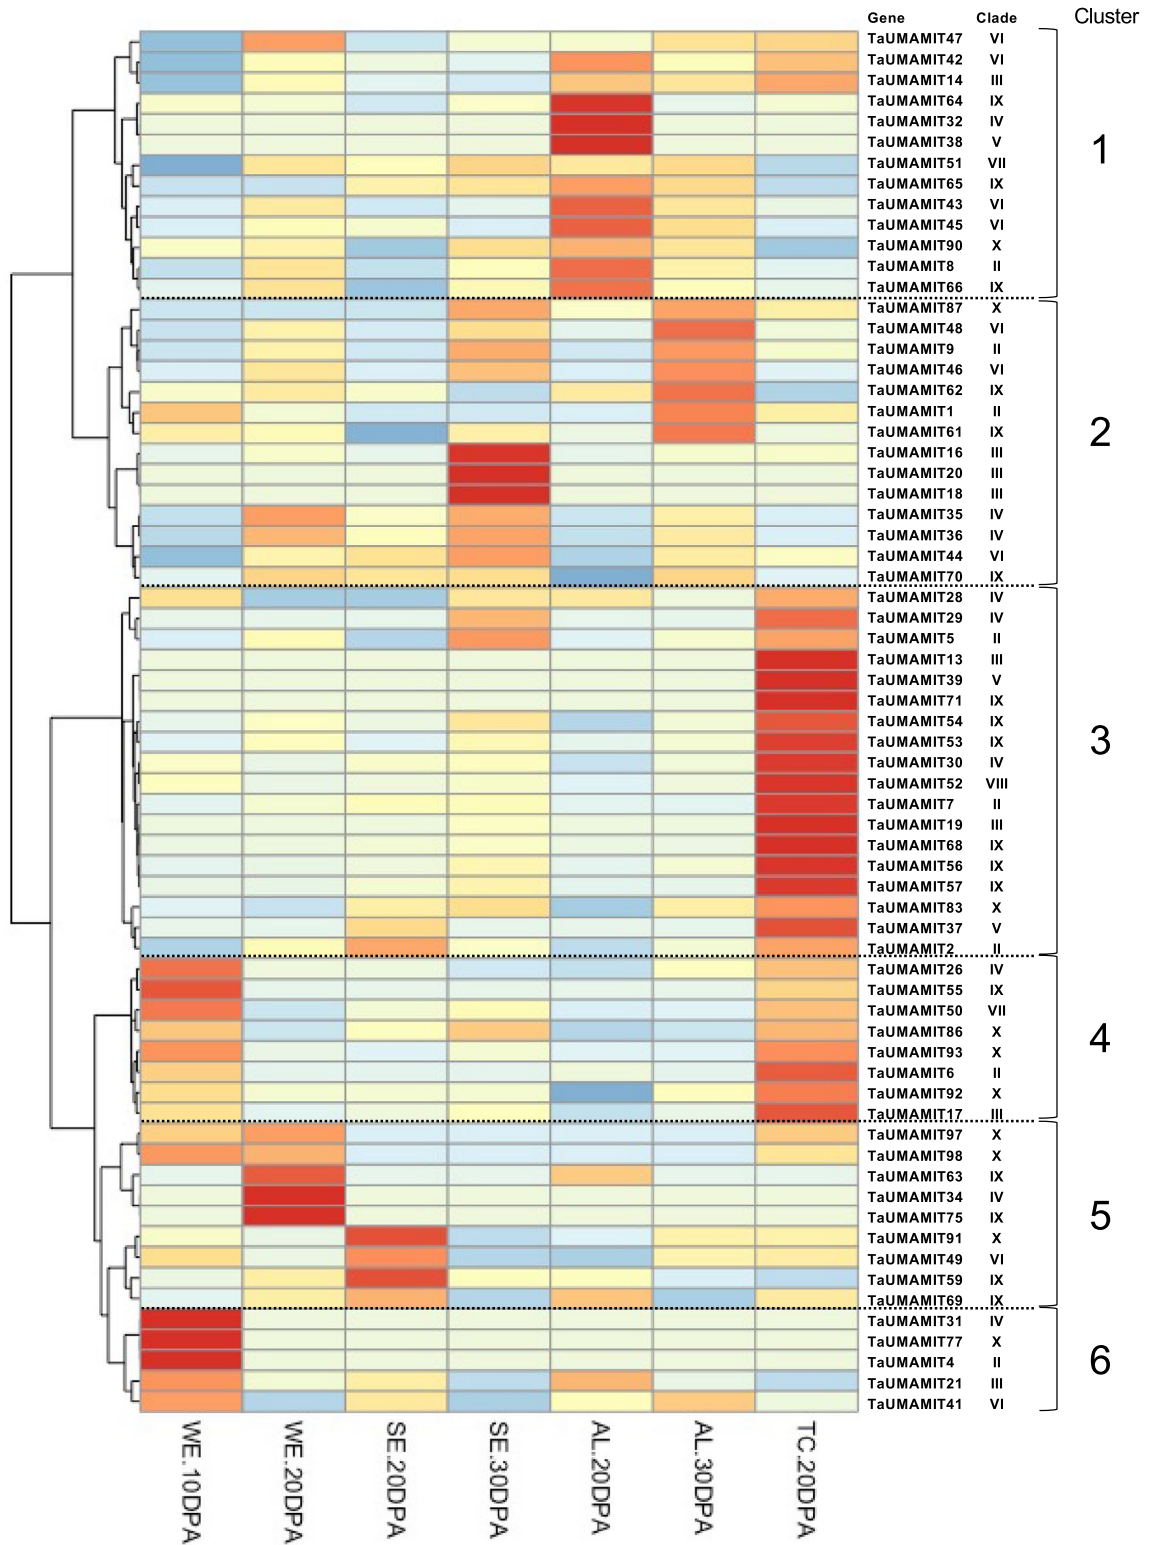 Gene Clade Cluster
TaUMAMIT47 VI
TaUMAMIT42 VI
TaUMAMIT14 III
TaUMAMIT64 IX
TaUMAMIT32 IV
TaUMAMIT38 V
1
TaUMAMIT51 VII
TaUMAMIT65 IX
TaUMAMIT43 VI
TaUMAMIT45 VI
TaUMAMIT90 X
TaUMAMIT8 II
TaUMAMIT66 IX
TaUMAMIT87 X
TaUMAMIT48 VI
TaUMAMIT9 II
TaUMAMIT46 VI
TaUMAMIT62 IX
TaUMAMIT1 II
TaUMAMIT61 IX
2
TaUMAMIT16 III
TaUMAMIT20 III
TaUMAMIT18 III
TaUMAMIT35 IV
TaUMAMIT36 IV
TaUMAMIT44 VI
TaUMAMIT70 IX
TaUMAMIT28 IV
TaUMAMIT29 IV
TaUMAMIT5 II
TaUMAMIT13 III
TaUMAMIT39 V
TaUMAMIT71 IX
TaUMAMIT54 IX
TaUMAMIT53 IX
3
TaUMAMIT30 IV
TaUMAMIT52 VIII
TaUMAMIT7 II
TaUMAMIT19 III
TaUMAMIT68 IX
TaUMAMIT56 IX
TaUMAMIT57 IX
TaUMAMIT83 X
TaUMAMIT37 V
TaUMAMIT2 II
TaUMAMIT26 IV
TaUMAMIT55 IX
TaUMAMIT50 VII
TaUMAMIT86 X
4
TaUMAMIT93 X
TaUMAMIT6 II
TaUMAMIT92 X
TaUMAMIT17 III
TaUMAMIT97 X
TaUMAMIT98 X
TaUMAMIT63 IX
TaUMAMIT34 IV
TaUMAMIT75 IX
5
TaUMAMIT91 X
TaUMAMIT49 VI
TaUMAMIT59 IX
TaUMAMIT69 IX
TaUMAMIT31 IV
TaUMAMIT77 X
TaUMAMIT4 II
6
TaUMAMIT21 III
TaUMAMIT41 VI
WE.10DPA
WE.20DPA
SE.20DPA
SE.30DPA
AL.20DPA
AL.30DPA
TC.20DPA